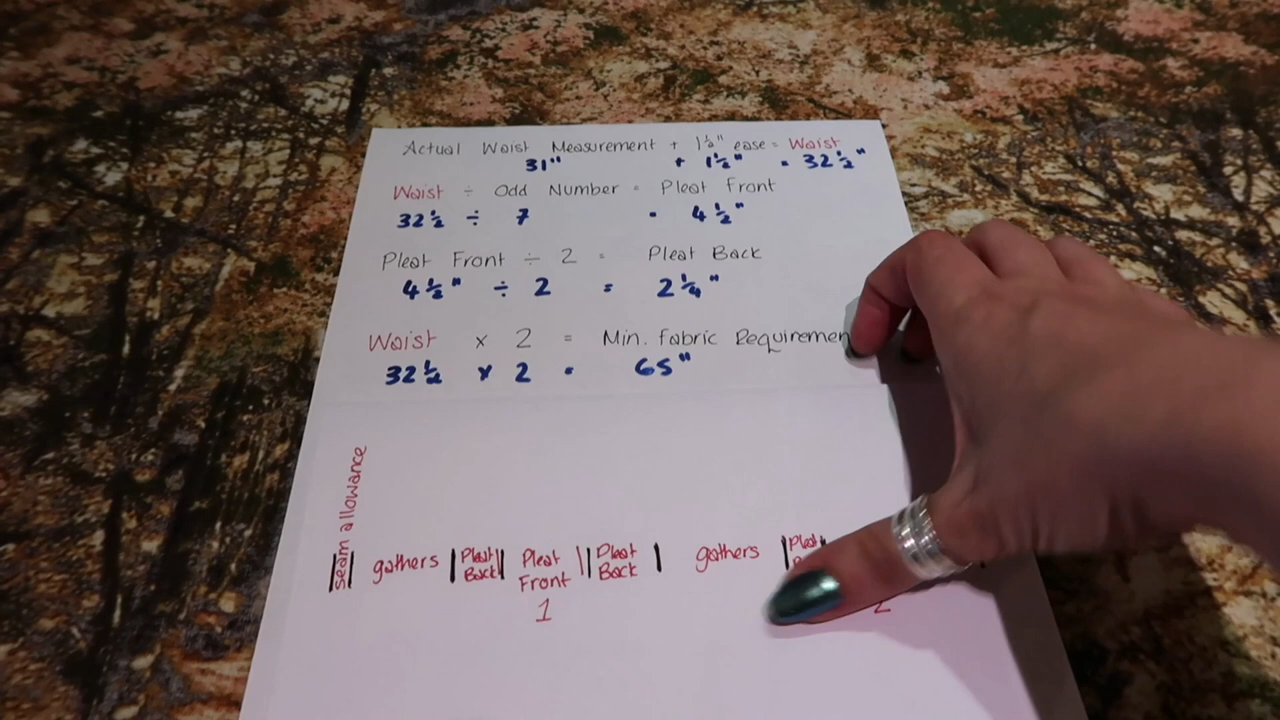 Actual Waist Measurement + 1½" ease = Waist
31" + 1½" = 32½"
Waist ÷ Odd Number = Pleat Front
32½ ÷ 7 = 4½"
Pleat Front ÷ 2 = Pleat Back
4½" ÷ 2 = 2¼"
Waist x 2 = Min. Fabric
32½ x 2 = 65"
seam allowance
gathers
Pleat
Back
Pleat
Front
1
Pleat
Back
gathers
Pleat
2